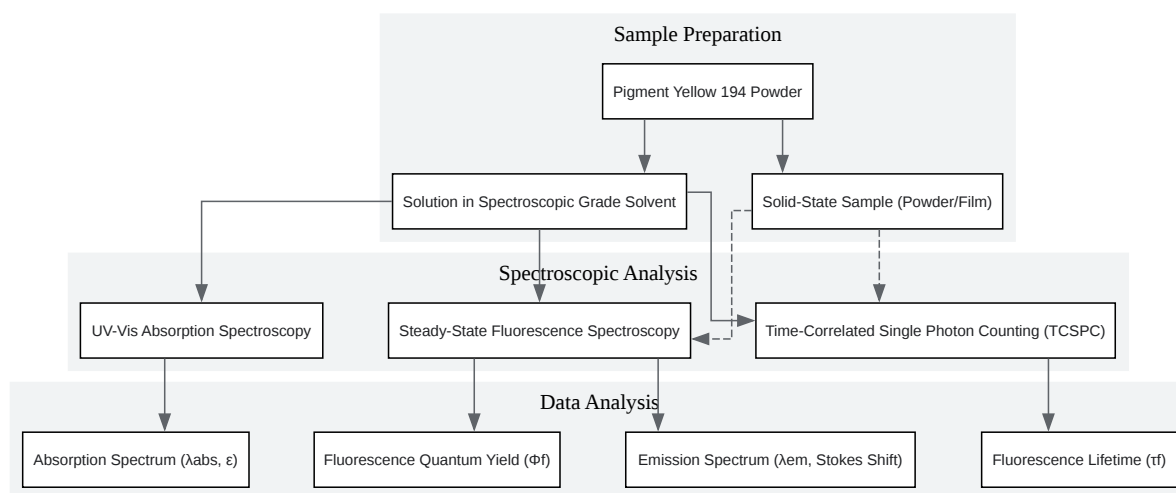 Sample Preparation
Pigment Yellow 194 Powder
Solution in Spectroscopic Grade Solvent
Solid-State Sample (Powder/Film)
Spectroscopic Analysis
UV-Vis Absorption Spectroscopy
Steady-State Fluorescence Spectroscopy
Time-Correlated Single Photon Counting (TCSPC)
Data Analysis
Absorption Spectrum (λabs, ε)
Fluorescence Quantum Yield (Φf)
Emission Spectrum (λem, Stokes Shift)
Fluorescence Lifetime (τf)